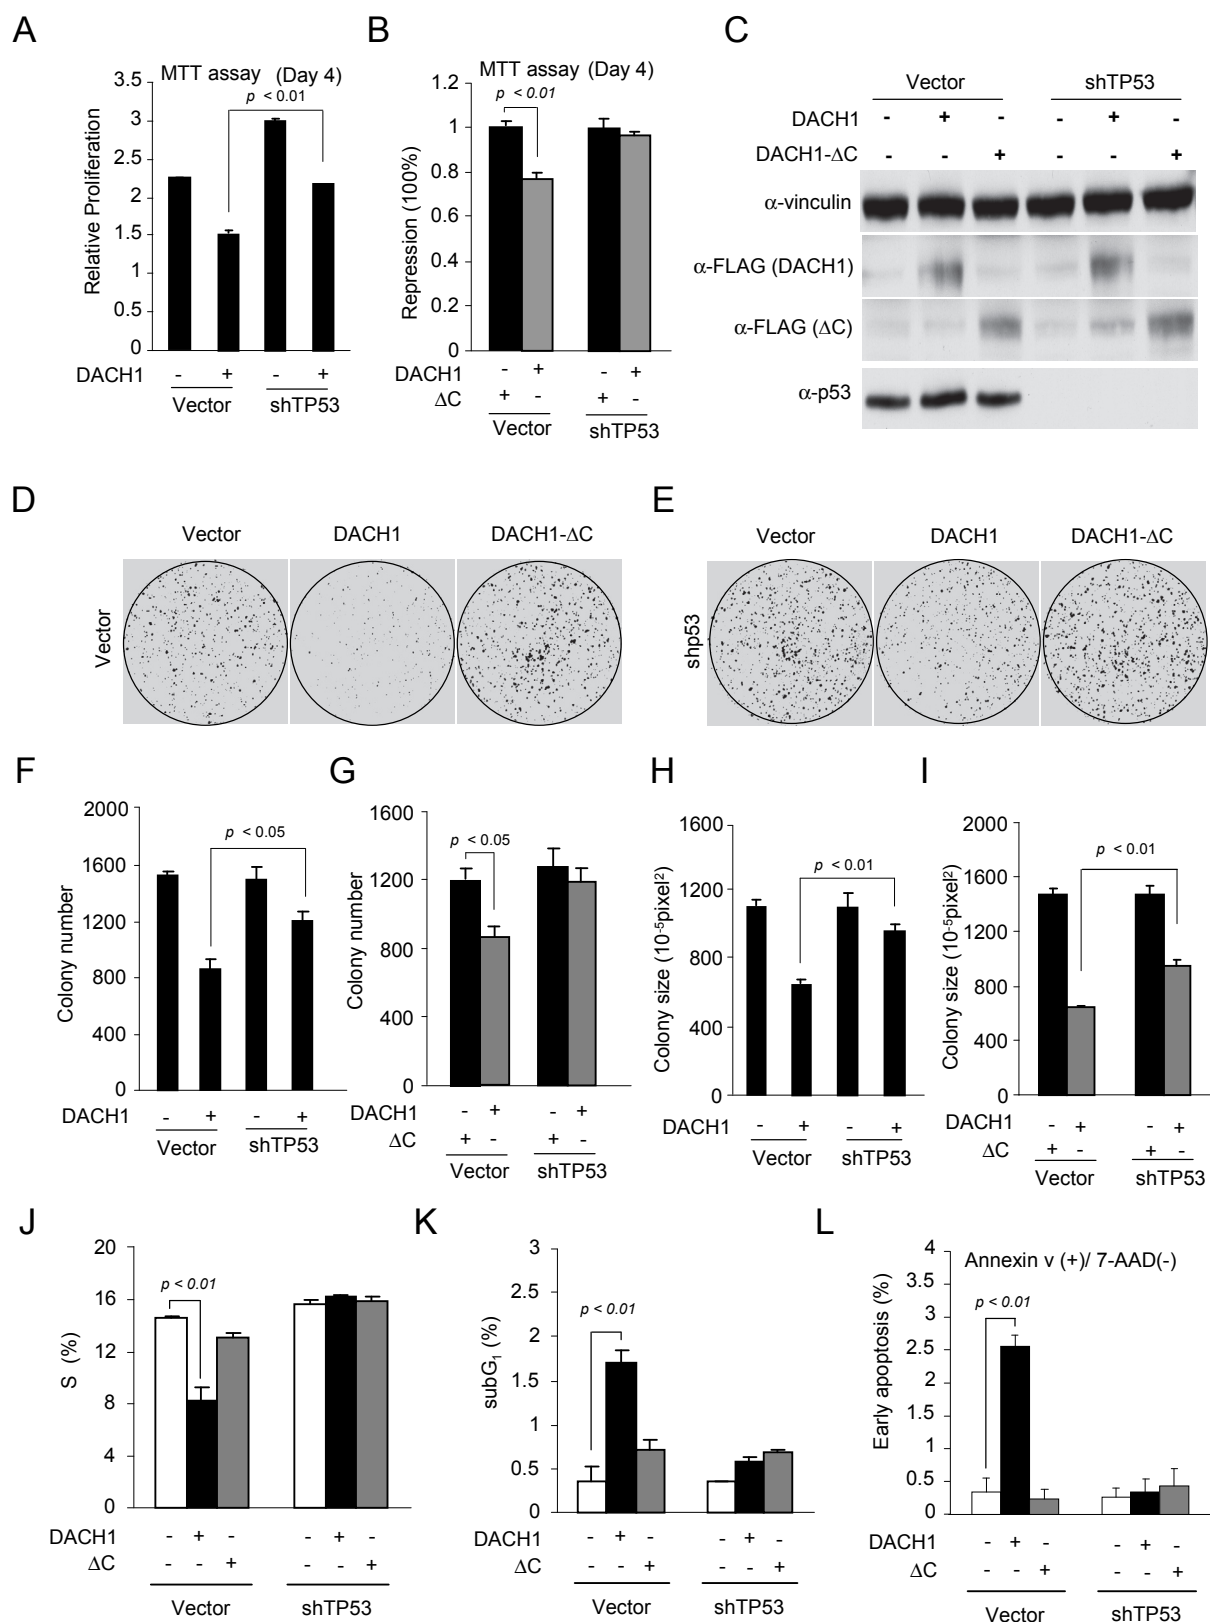 A
MTT assay (Day 4)
p < 0.01
Relative Proliferation
3.5
3
2.5
2
1.5
1
0.5
0
DACH1 - + - +
Vector shTP53
B
MTT assay (Day 4)
p < 0.01
Repression (100%)
1.2
1
0.8
0.6
0.4
0.2
0
DACH1 - + - +
ΔC + - + -
Vector shTP53
C
Vector shTP53
DACH1 - + - - + -
DACH1-ΔC - - + - - +
α-vinculin
α-FLAG (DACH1)
α-FLAG (ΔC)
α-p53
D
Vector DACH1 DACH1-ΔC
Vector
E
Vector DACH1 DACH1-ΔC
shp53
F
p < 0.05
Colony number
2000
1600
1200
800
400
0
DACH1 - + - +
Vector shTP53
G
p < 0.05
Colony number
1600
1200
800
400
0
DACH1 - + - +
ΔC + - + -
Vector shTP53
H
p < 0.01
Colony size (10⁻⁵pixel²)
1600
1200
800
400
0
DACH1 - + - +
Vector shTP53
I
p < 0.01
Colony size (10⁻⁵pixel²)
2000
1600
1200
800
400
0
DACH1 - + - +
ΔC + - + -
Vector shTP53
J
p < 0.01
S (%)
20
16
12
8
4
0
DACH1 - + - - + -
ΔC - - + - - +
Vector shTP53
K
p < 0.01
subG₁ (%)
3
2.5
2
1.5
1
0.5
0
DACH1 - + - - + -
ΔC - - + - - +
Vector shTP53
L
Annexin v (+)/ 7-AAD(-)
p < 0.01
Early apoptosis (%)
4
3.5
3
2.5
2
1.5
1
0.5
0
DACH1 - + - - + -
ΔC - - + - - +
Vector shTP53